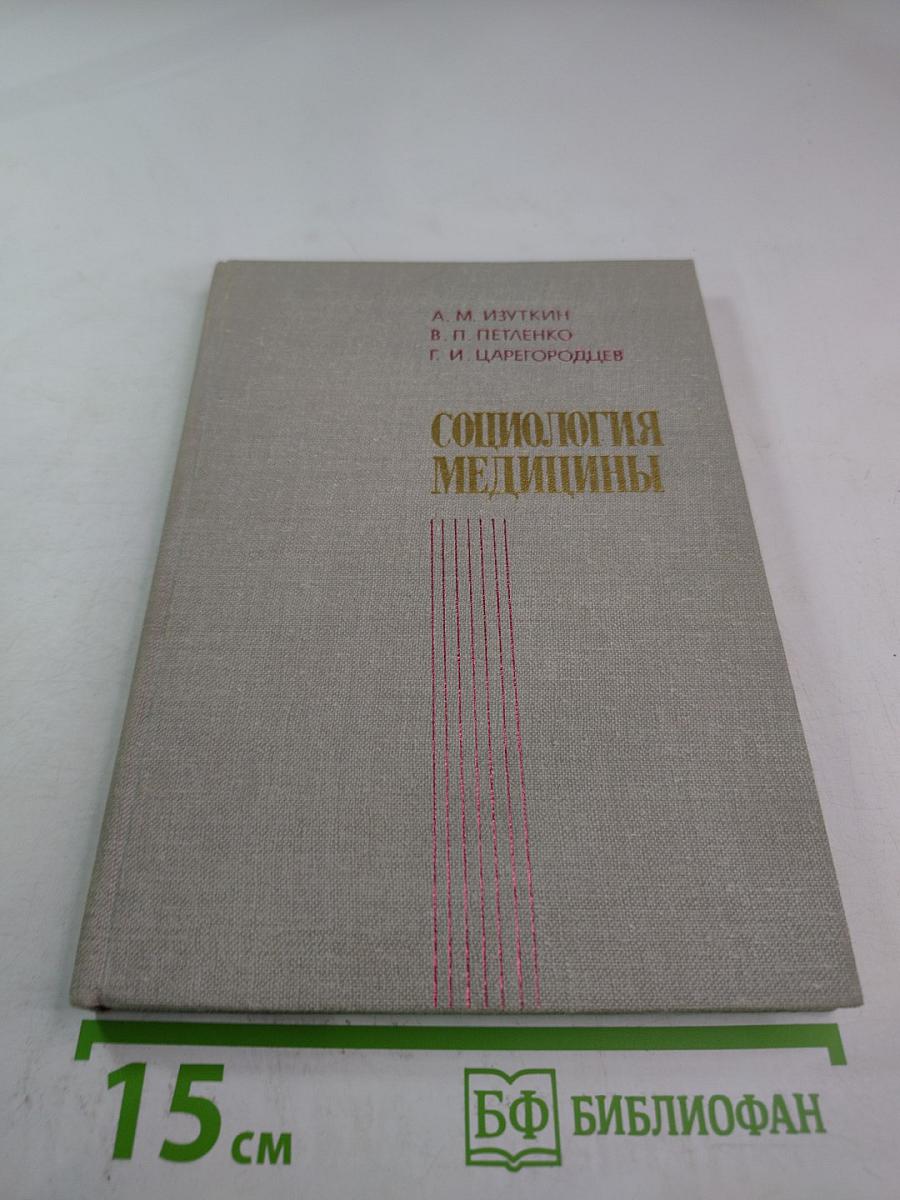 А. М. ИЗУТКИН
В. П. ПЕТЛЕНКО
Г. И. ЦАРЕГОРОДЦЕВ
СОЦИОЛОГИЯ
МЕДИЦИНЫ
15 см
БФ БИБЛИОФАН